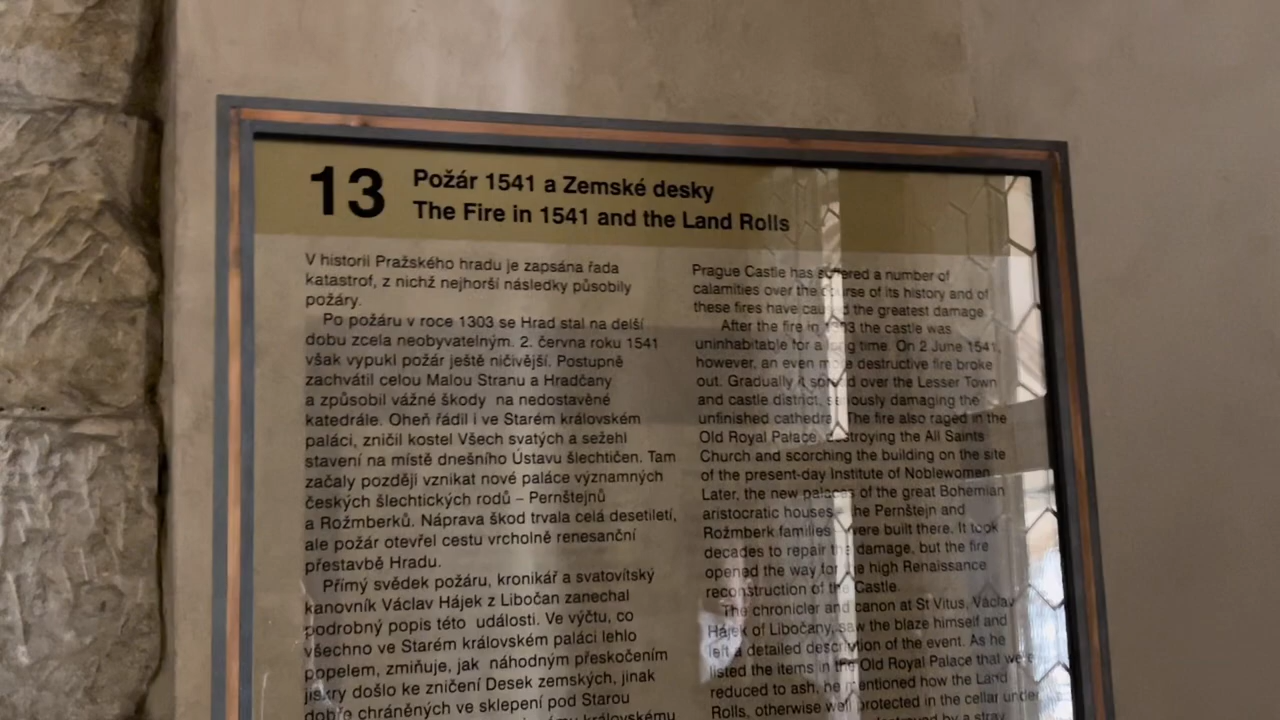 13
Požár 1541 a Zemské desky
The Fire in 1541 and the Land Rolls
V historii Pražského hradu je zapsána řada
katastrof, z nichž nejhorší následky působily
požáry.
Po požáru v roce 1303 se Hrad stal na delší
dobu zcela neobyvatelným. 2. června roku 1541
však vypukl požár ještě ničivější. Postupně
zachvátil celou Malou Stranu a Hradčany
a způsobil vážné škody na nedostavěné
katedrále. Oheň řádil i ve Starém královském
paláci, zničil kostel Všech svatých a sežehl
stavení na místě dnešního Ústavu šlechtičen. Tam
začaly později vznikat nové paláce významných
českých šlechtických rodů – Pernštejnů
a Rožmberků. Náprava škod trvala celá desetiletí,
ale požár otevřel cestu vrcholně renesanční
přestavbě Hradu.
Přímý svědek požáru, kronikář a svatovítský
kanovník Václav Hájek z Libočan zanechal
podrobný popis této události. Ve výčtu, co
všechno ve Starém královském paláci lehlo
popelem, zmiňuje, jak náhodným přeskočením
jiskry došlo ke zničení Desek zemských, jinak
dobře chráněných ve sklepení pod Starou
královskému
Prague Castle has suffered a number of
calamities over the course of its history and of
these fires have caused the greatest damage.
After the fire in 1303 the castle was
uninhabitable for a long time. On 2 June 1541,
however, an even more destructive fire broke
out. Gradually it spread over the Lesser Town
and castle district, seriously damaging the
unfinished cathedral. The fire also raged in the
Old Royal Palace, destroying the All Saints
Church and scorching the building on the site
of the present-day Institute of Noblewomen.
Later, the new palaces of the great Bohemian
aristocratic houses, the Pernštejn and
Rožmberk families were built there. It took
decades to repair the damage, but the fire
opened the way for the high Renaissance
reconstruction of the Castle.
The chronicler and canon at St Vitus, Václav
Hájek of Libočany, saw the blaze himself and
left a detailed description of the event. As he
listed the items in the Old Royal Palace that were
reduced to ash, he mentioned how the Land
Rolls, otherwise well protected in the cellar under
destroyed by a stray